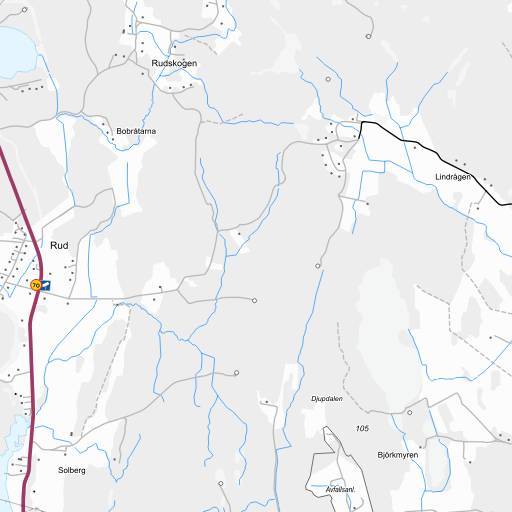 Rudskogen
Bobråtarna
Lindrågen
Rud
70
Djupdalen
105
Björkmyren
Solberg
Avfallsanl.